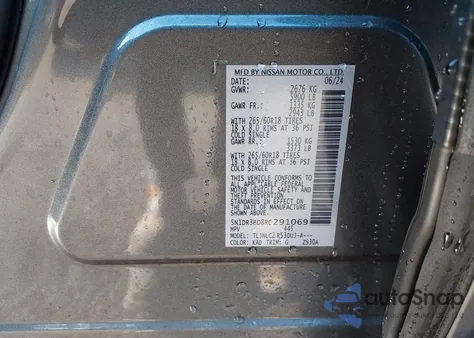 MFD BY NISSAN MOTOR CO., LTD.
DATE: 06/24
GVWR: 2676 KG
5900 LB
GAWR FR.: 1335 KG
2943 LB
WITH 265/60R18 TIRES
18 X 8.0 RIMS AT 36 PSI
COLD SINGLE
GAWR RR.: 1530 KG
3373 LB
WITH 265/60R18 TIRES
18 X 8.0 RIMS AT 36 PSI
COLD SINGLE
THIS VEHICLE CONFORMS TO ALL
APPLICABLE FEDERAL MOTOR
VEHICLE SAFETY STANDARDS
IN EFFECT ON THE DATE OF
MANUFACTURE SHOWN ABOVE.
291069
MPV 445
MODEL:
COLOR: KAD TRIM: G
autoSnap